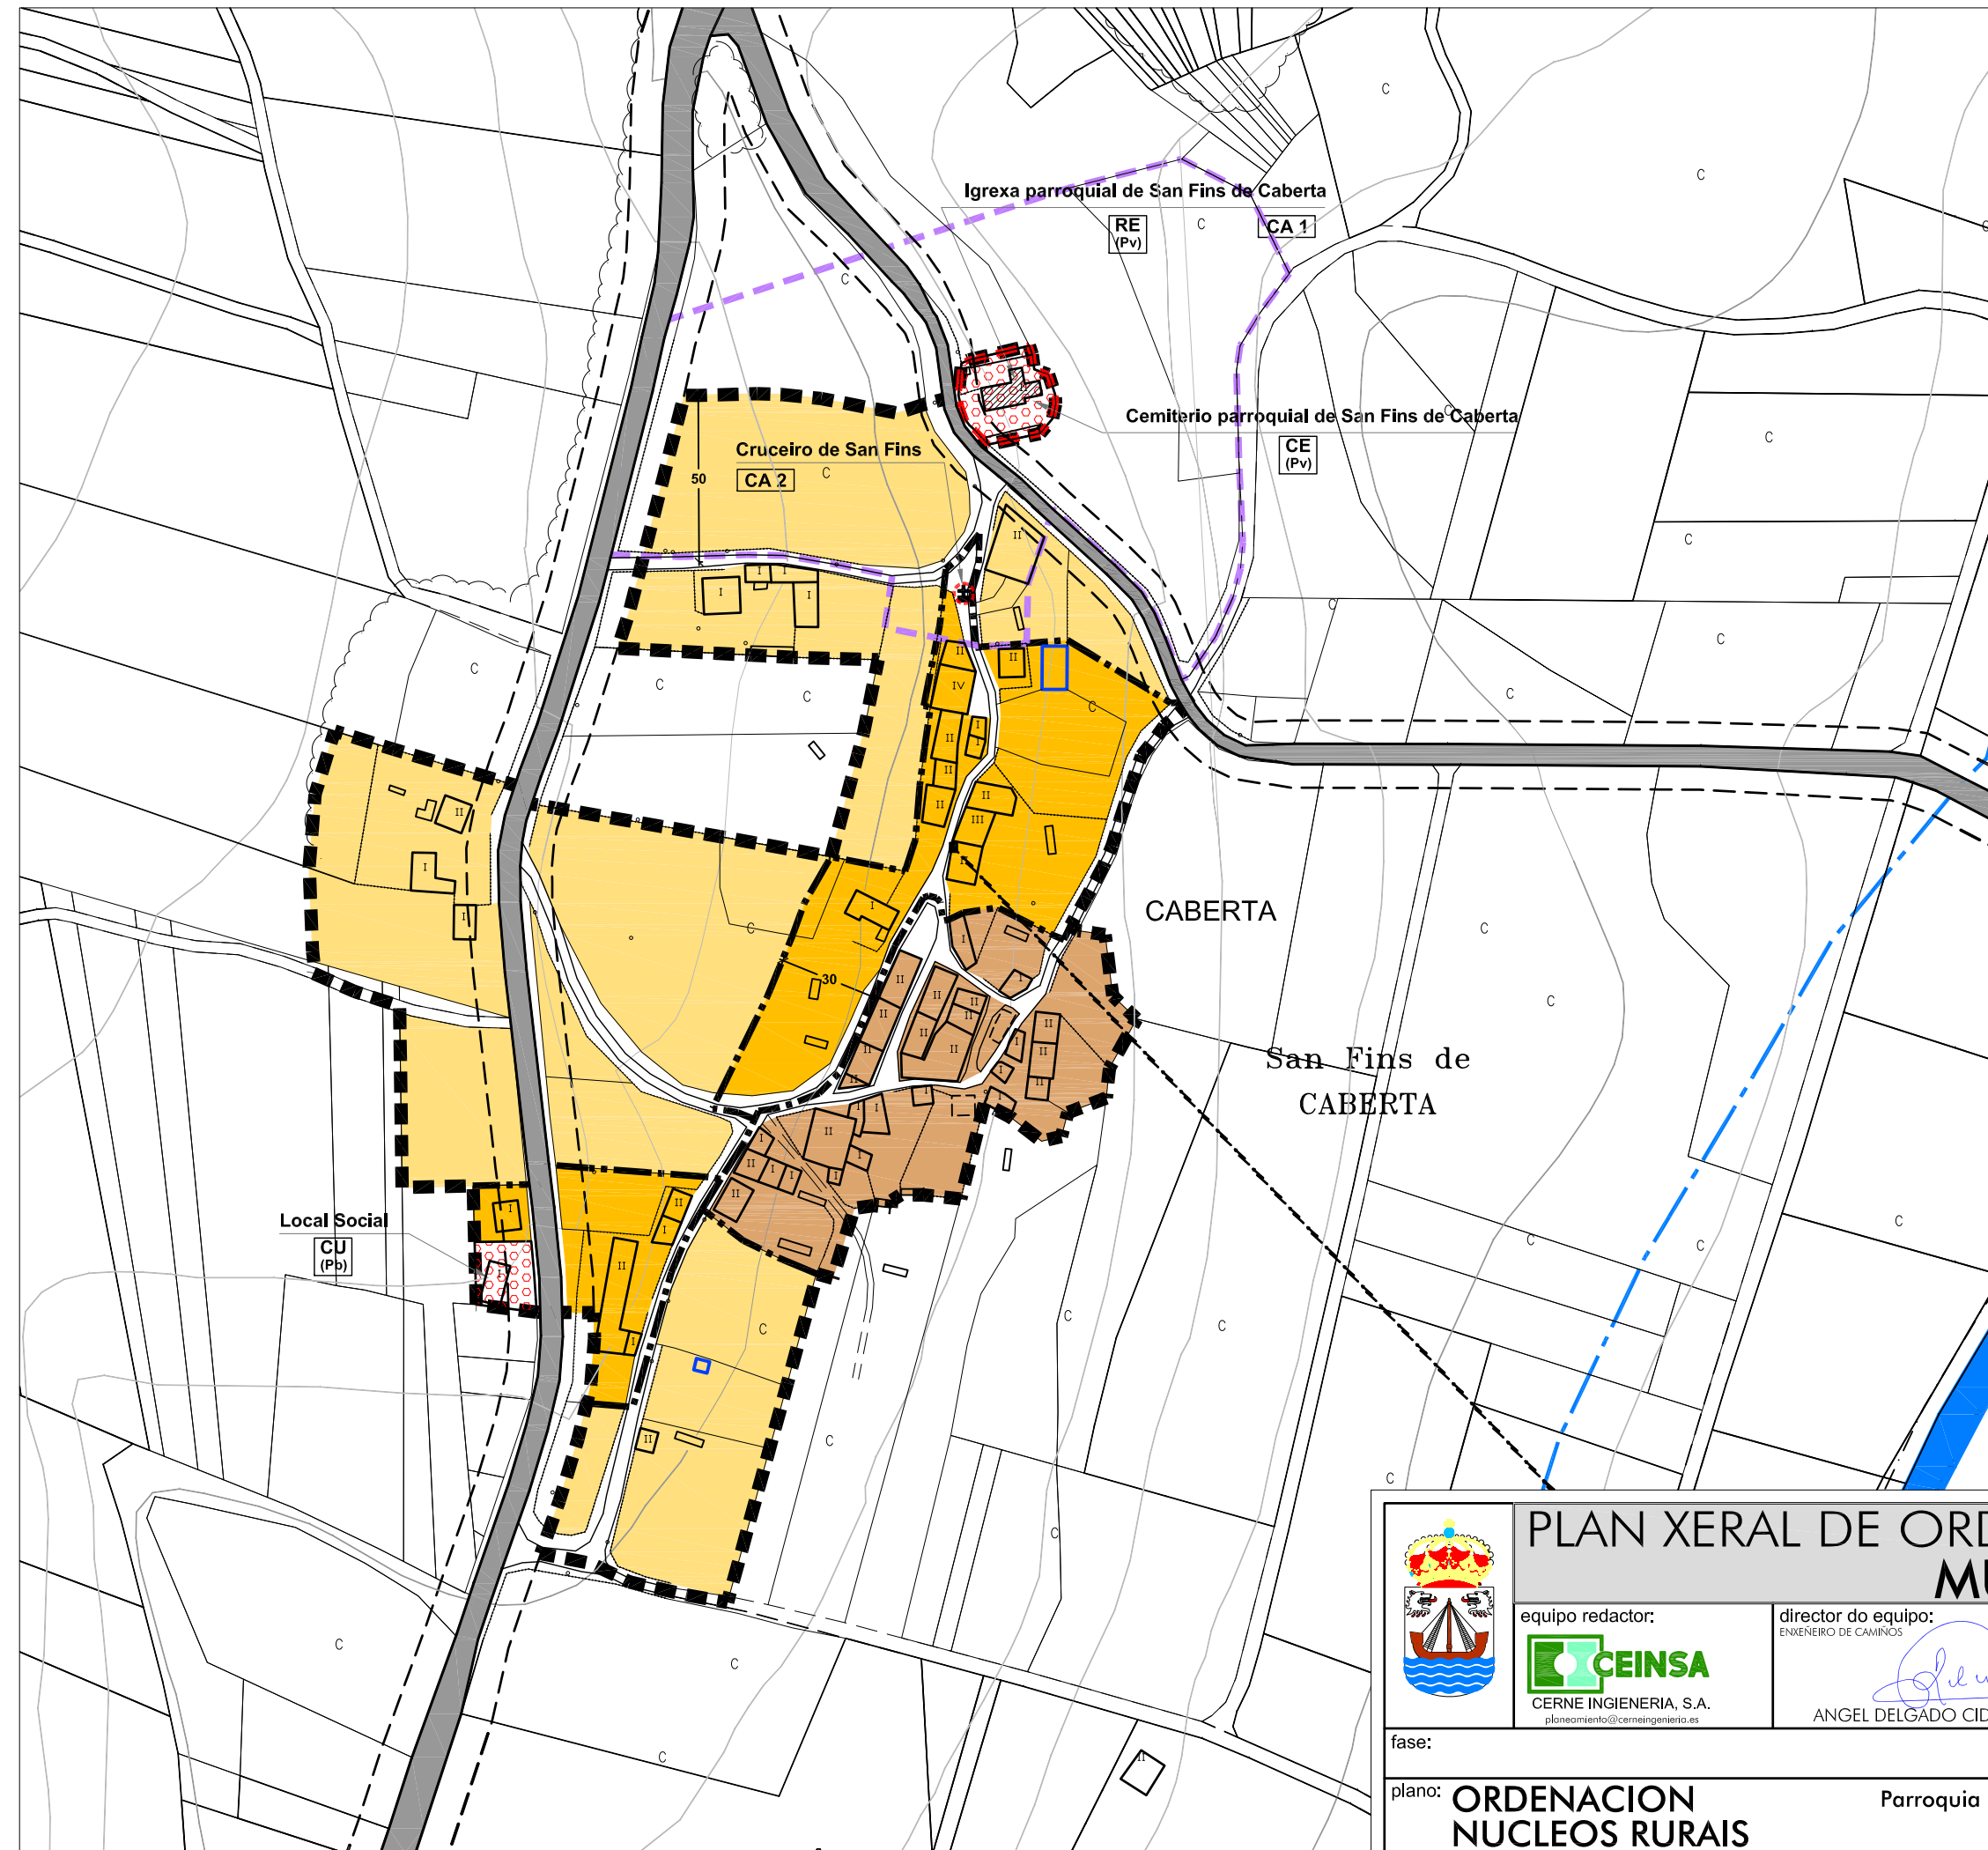 Igrexa parroquial de San Fins de Caberta
RE
(Pv)
CA 1
Cemiterio parroquial de San Fins de Caberta
CE
(Pv)
Cruceiro de San Fins
CA 2
50
30
CABERTA
San Fins de
CABERTA
Local Social
CU
(Pb)
PLAN XERAL DE ORD
MU
equipo redactor:
CEINSA
CERNE INGIENERIA, S.A.
planeamiento@cerneingenieria.es
director do equipo:
ENXEÑEIRO DE CAMIÑOS
ANGEL DELGADO CID
fase:
plano: ORDENACION
NUCLEOS RURAIS
Parroquia